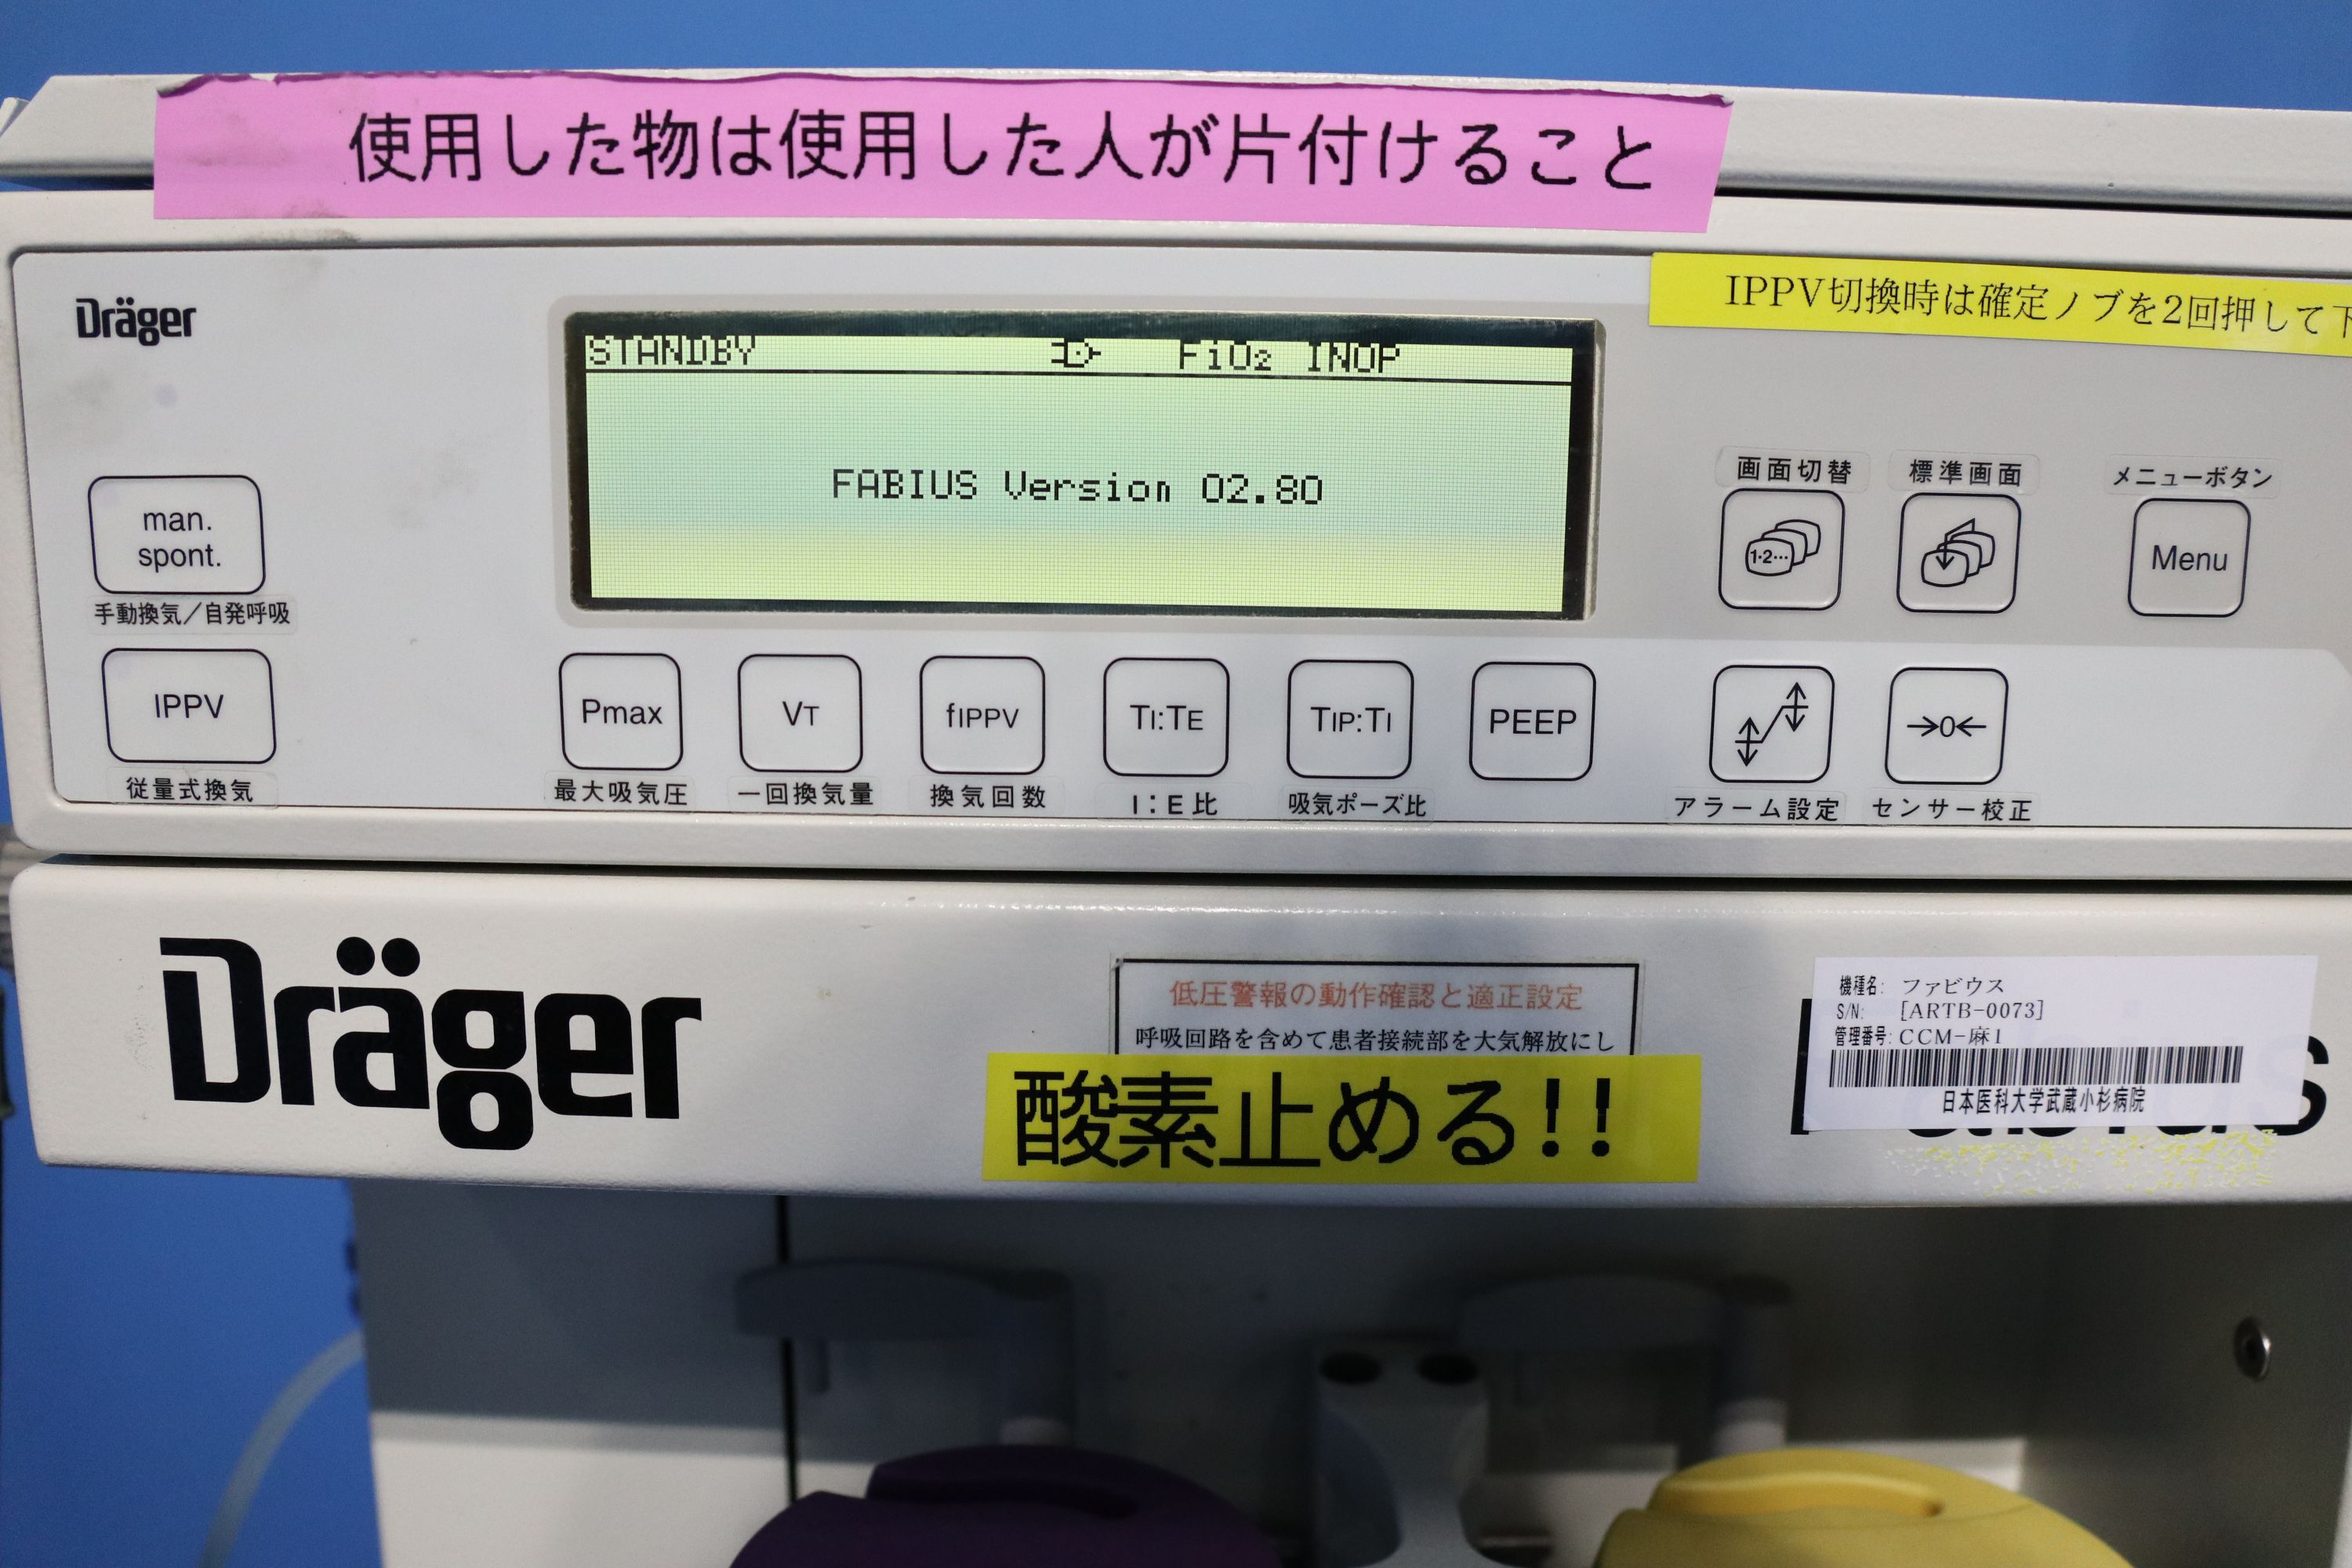 使用した物は使用した人が片付けること
IPPV切換時は確定ノブを2回押して下
Dräger
STANDBY FiO₂ INOP
FABIUS Version 02.80
man.
spont.
手動換気／自発呼吸
IPPV
従量式換気
画面切替
標準画面
メニューボタン
1・2…
Menu
Pmax
VT
fIPPV
TI:TE
TIP:TI
PEEP
→0←
最大吸気圧
一回換気量
換気回数
I：E比
吸気ポーズ比
アラーム設定
センサー校正
Dräger
低圧警報の動作確認と適正設定
呼吸回路を含めて患者接続部を大気解放にし
酸素止める!!
機種名: ファビウス
S/N: [ARTB-0073]
管理番号: CCM-麻1
日本医科大学武蔵小杉病院